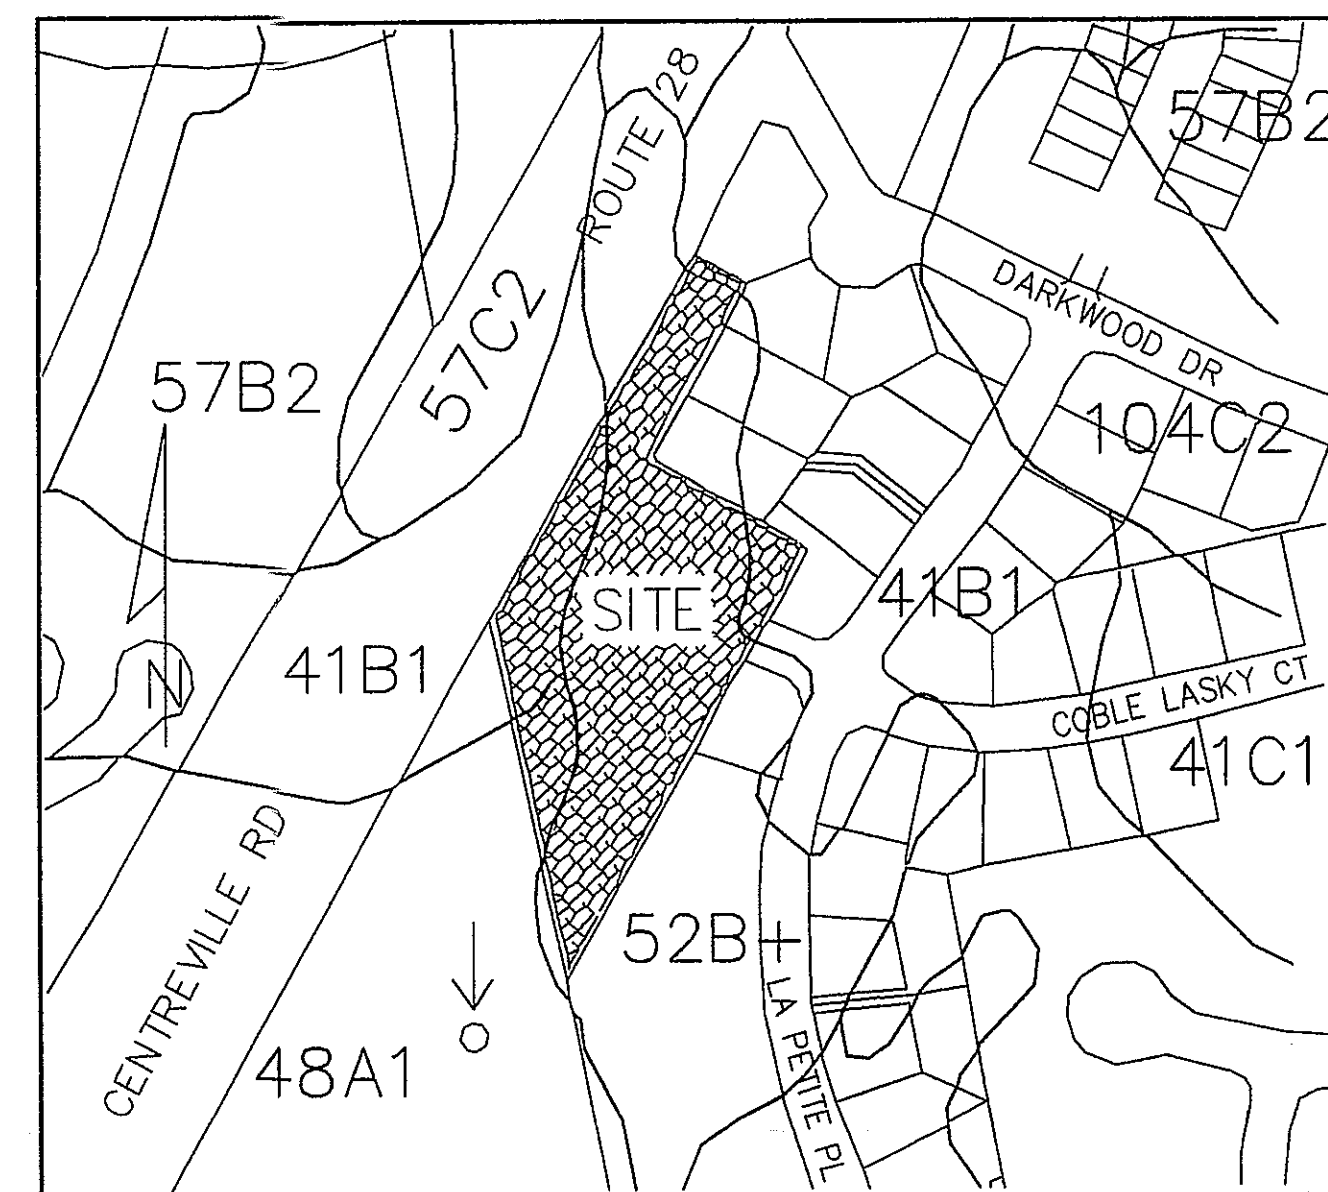 ROUTE 28
57B2
DARKWOOD DR
57C2
57B2
104C2
SITE
41B1
41B1
N
COBLE LASKY CT
41C1
CENTREVILLE RD
52B+
LA PETITE PL
48A1